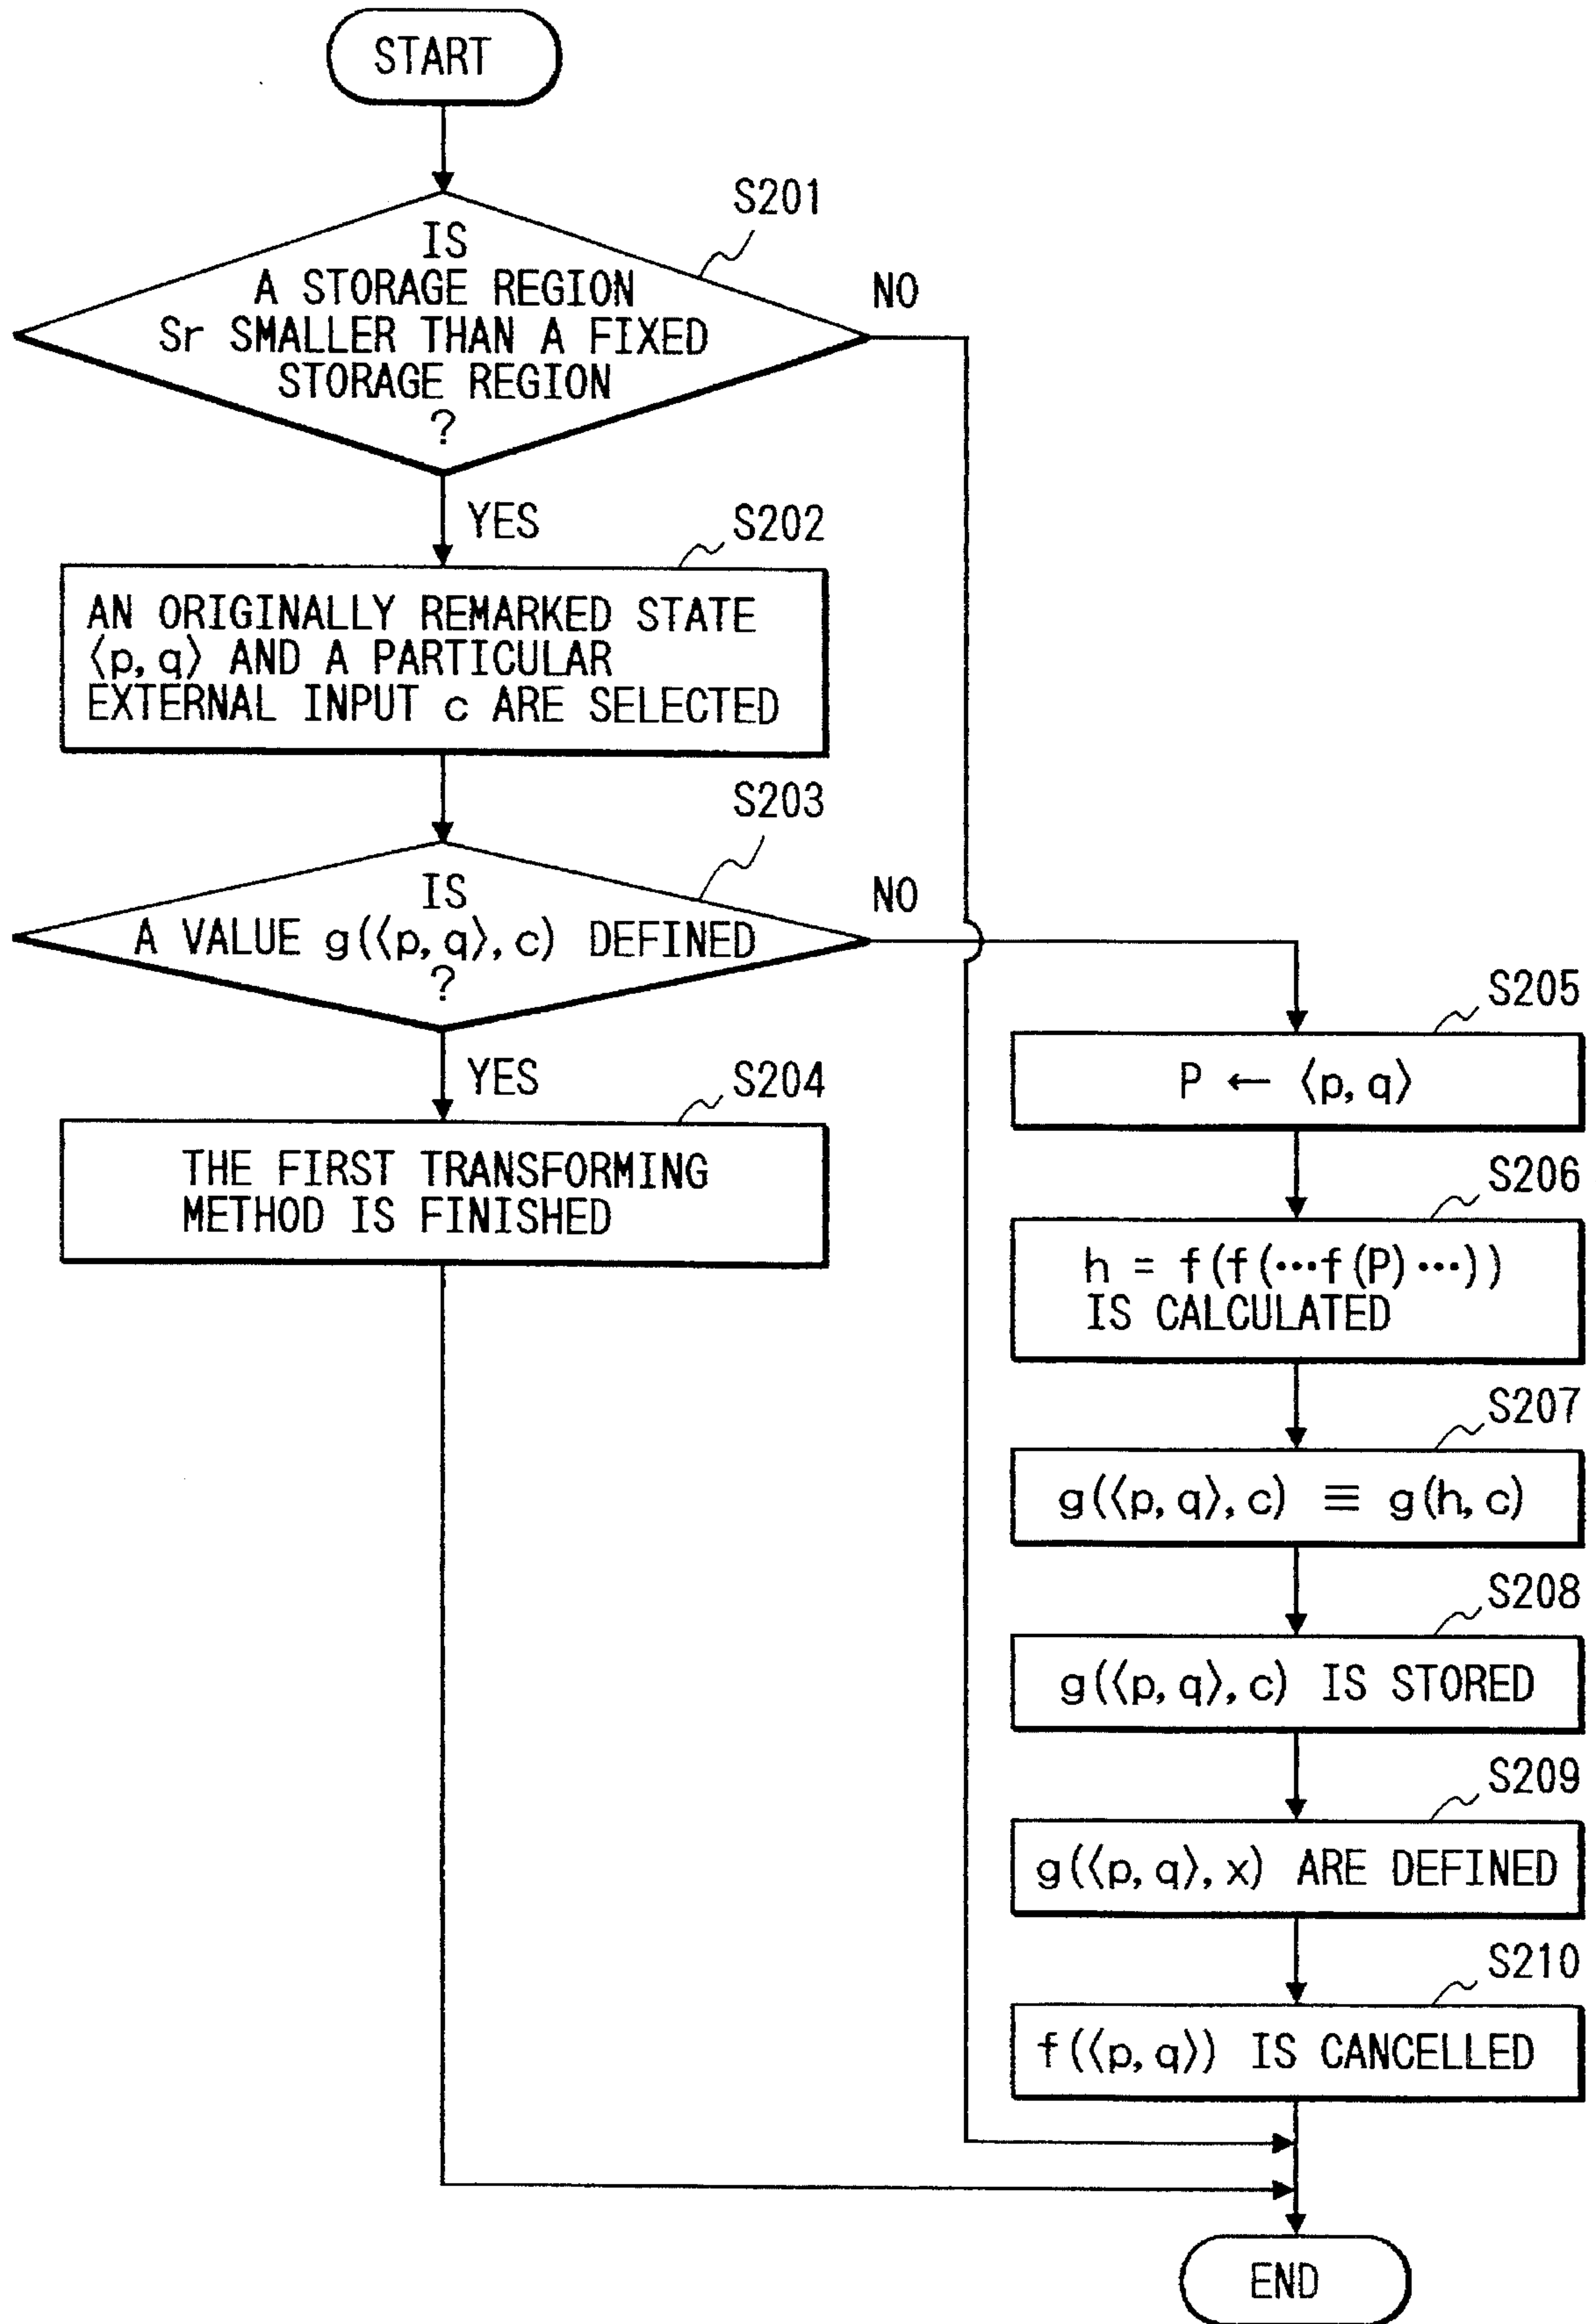 START
S201
IS
A STORAGE REGION
Sr SMALLER THAN A FIXED
STORAGE REGION
?
NO
YES
S202
AN ORIGINALLY REMARKED STATE
⟨p, q⟩ AND A PARTICULAR
EXTERNAL INPUT c ARE SELECTED
S203
IS
A VALUE g(⟨p, q⟩, c) DEFINED
?
NO
YES
S204
THE FIRST TRANSFORMING
METHOD IS FINISHED
S205
P ← ⟨p, q⟩
S206
h = f(f(⋯f(P)⋯))
IS CALCULATED
S207
g(⟨p, q⟩, c) ≡ g(h, c)
S208
g(⟨p, q⟩, c) IS STORED
S209
g(⟨p, q⟩, x) ARE DEFINED
S210
f(⟨p, q⟩) IS CANCELLED
END